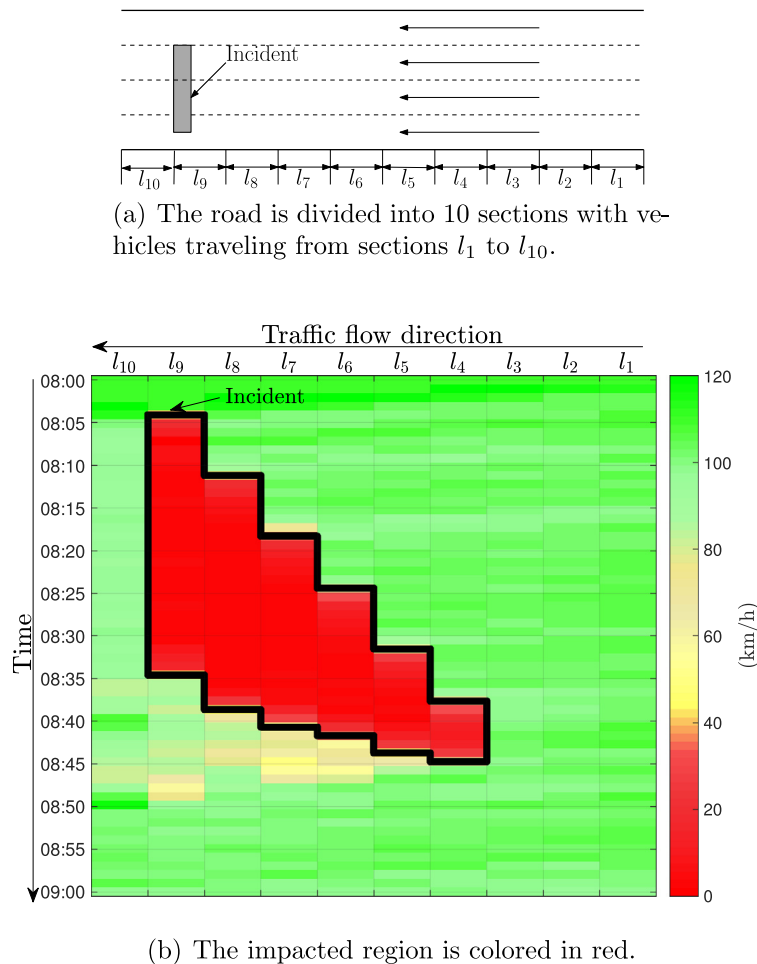 Incident
l10 l9 l8 l7 l6 l5 l4 l3 l2 l1
(a) The road is divided into 10 sections with ve-
hicles traveling from sections l1 to l10.
Traffic flow direction
l10 l9 l8 l7 l6 l5 l4 l3 l2 l1
Incident
Time
08:00
08:05
08:10
08:15
08:20
08:25
08:30
08:35
08:40
08:45
08:50
08:55
09:00
120
100
80
60
40
20
0
(km/h)
(b) The impacted region is colored in red.